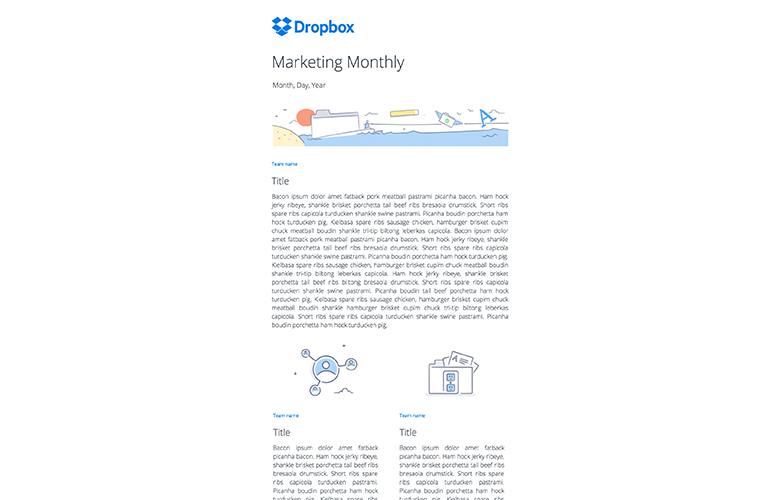 Dropbox
Marketing Monthly
Month, Day, Year
A
Team name
Title
Bacon ipsum dolor amet fatback pork meatball pastrami picanha bacon. Ham hock
jerky ribeye, shankle brisket porchetta tail beef ribs bresaola drumstick. Short ribs
spare ribs capicola turducken shankle swine pastrami. Picanha boudin porchetta ham
hock turducken pig. Kielbasa spare ribs sausage chicken, hamburger brisket cupim
chuck meatball boudin shankle tri-tip biltong leberkas capicola. Bacon ipsum dolor
amet fatback pork meatball pastrami picanha bacon. Ham hock jerky ribeye, shankle
brisket porchetta tail beef ribs bresaola drumstick. Short ribs spare ribs capicola
turducken shankle swine pastrami. Picanha boudin porchetta ham hock turducken pig.
Kielbasa spare ribs sausage chicken, hamburger brisket cupim chuck meatball boudin
shankle tri-tip biltong leberkas capicola. Ham hock jerky ribeye, shankle brisket
porchetta tail beef ribs biltong bresaola drumstick. Short ribs spare ribs capicola
turducken shankle swine pastrami. Picanha boudin tail beef porchetta ham hock
turducken pig. Kielbasa spare ribs sausage chicken, hamburger brisket cupim chuck
meatball shankle hamburger brisket cupim chuck tri-tip biltong leberkas
capicola. Short ribs spare ribs capicola turducken shankle swine pastrami. Picanha
boudin porchetta ham hock turducken pig.
A
Team name
Title
Bacon ipsum dolor amet fatback
picanha bacon. Ham hock jerky ribeye,
shankle brisket porchetta tail beef ribs
bresaola drumstick. Short ribs spare
ribs capicola turducken shankle swine
pastrami. Picanha boudin porchetta
ham hock turducken pig. Kielbasa
Team name
Title
Bacon ipsum dolor amet fatback
picanha bacon. Ham hock jerky ribeye,
shankle brisket porchetta tail beef ribs
bresaola drumstick. Short ribs spare
ribs capicola turducken shankle swine
pastrami. Picanha boudin porchetta